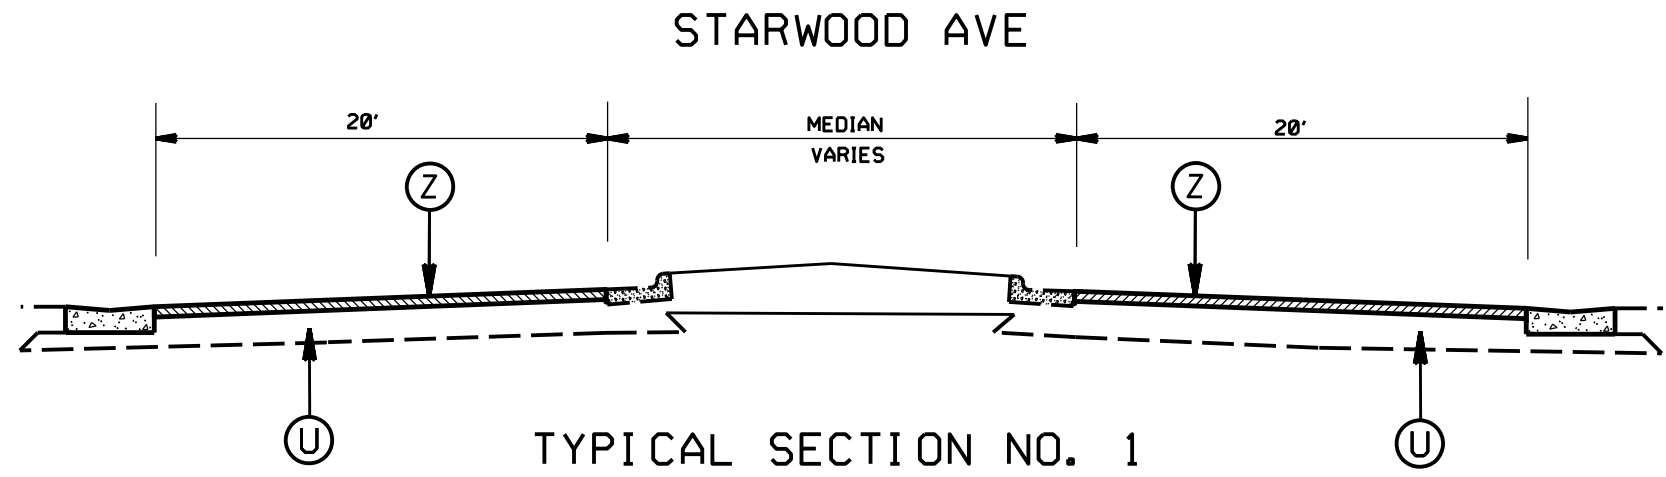 STARWOOD AVE
20' MEDIAN 20'
VARIES
Z Z
U U
TYPICAL SECTION NO. 1